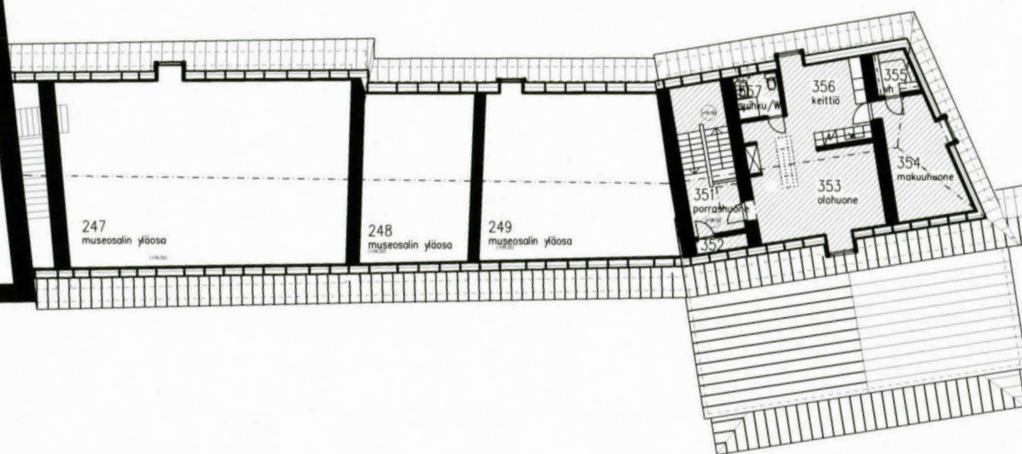 247
museosalin yläosa
248
museosalin yläosa
249
museosalin yläosa
351
porrashuone
352
353
olohuone
354
makuuhuone
355
vh
356
keittiö
357